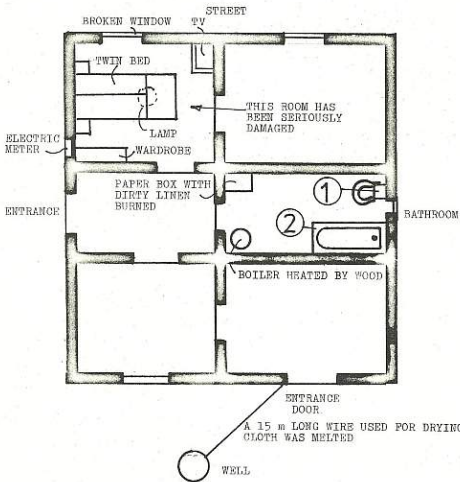 STREET
BROKEN WINDOW
TV
TWIN BED
LAMP
THIS ROOM HAS
BEEN SERIOUSLY
DAMAGED
ELECTRIC
METER
WARDROBE
PAPER BOX WITH
DIRTY LINEN
BURNED
1
ENTRANCE
2
BATHROOM
BOILER HEATED BY WOOD
ENTRANCE
DOOR
A 15 m LONG WIRE USED FOR DRYING
CLOTH WAS MELTED
WELL